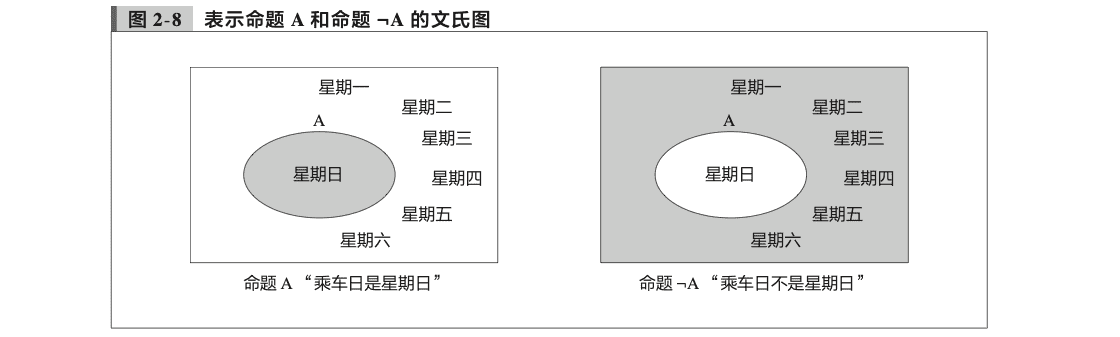 图 2-8 表示命题 A 和命题 ¬A 的文氏图
星期一
星期二
A
星期三
星期日
星期四
星期五
星期六
命题 A “乘车日是星期日”
星期一
星期二
A
星期三
星期日
星期四
星期五
星期六
命题 ¬A “乘车日不是星期日”